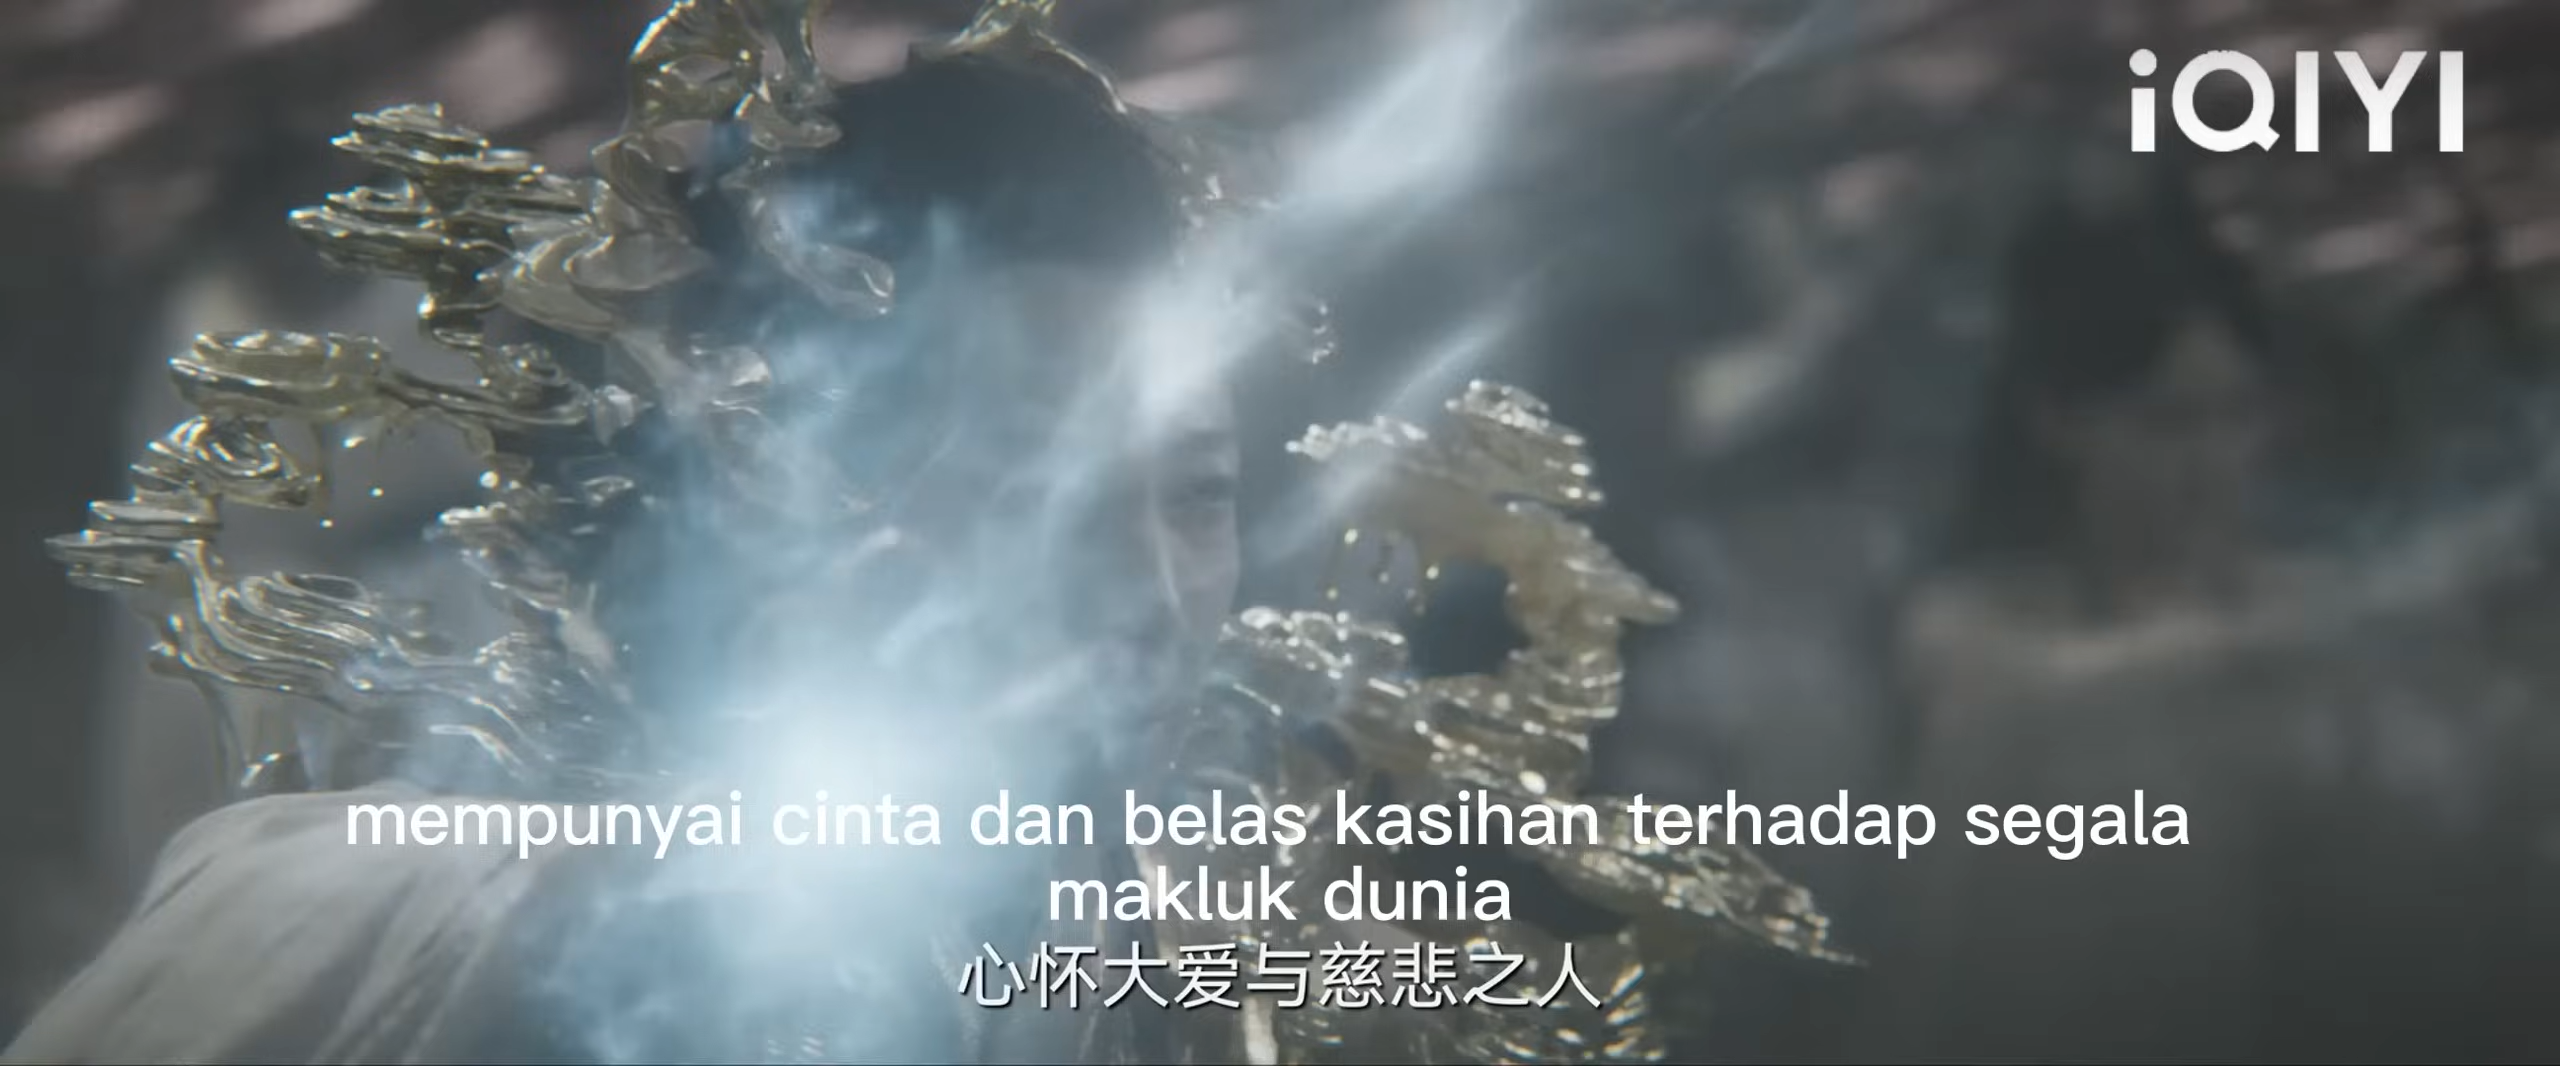 iQIYI
mempunyai cinta dan belas kasihan terhadap segala
makluk dunia
心怀大爱与慈悲之人